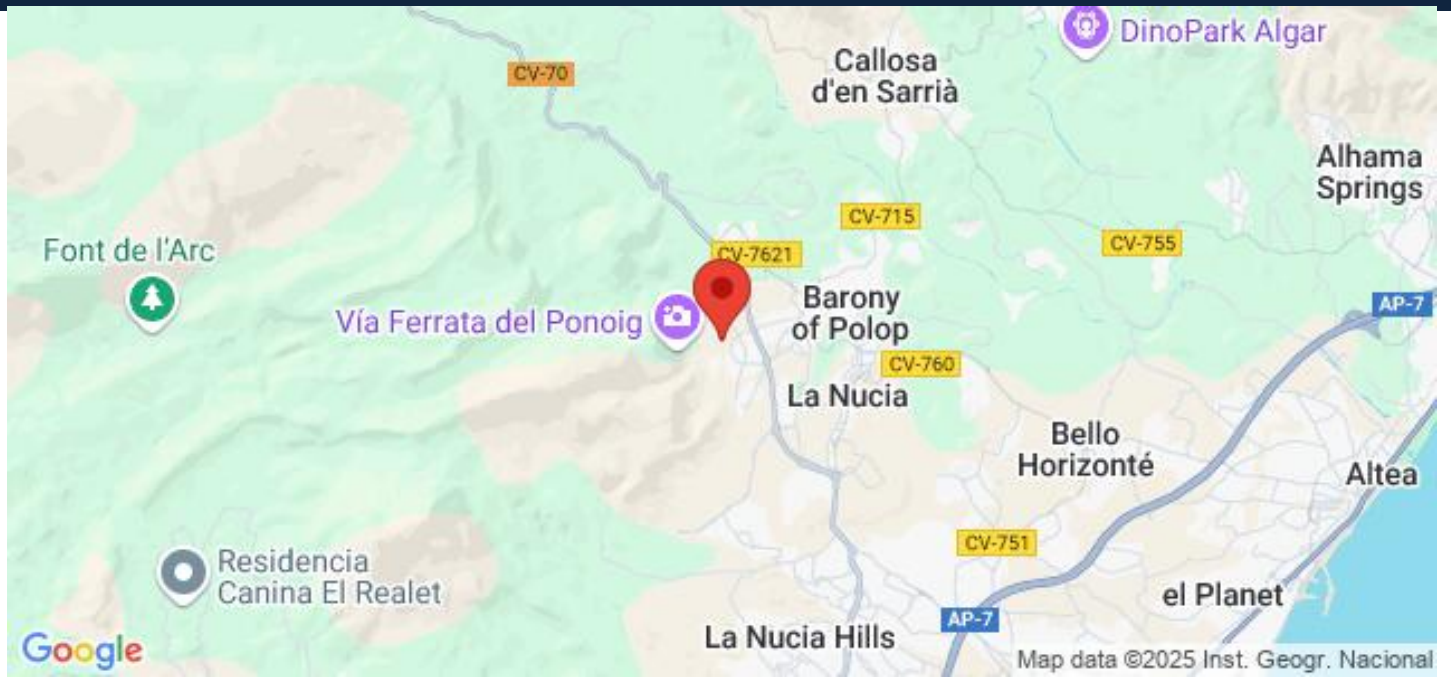 DinoPark Algar
Callosa
d'en Sarrià
CV-70
Alhama
Springs
CV-715
CV-755
Font de l'Arc
CV-7621
Vía Ferrata del Ponoig
Barony
of Polop
AP-7
CV-760
La Nucia
Bello
Horizonté
Altea
CV-751
Residencia
Canina El Realet
el Planet
AP-7
La Nucia Hills
Google
Map data ©2025 Inst. Geogr. Nacional